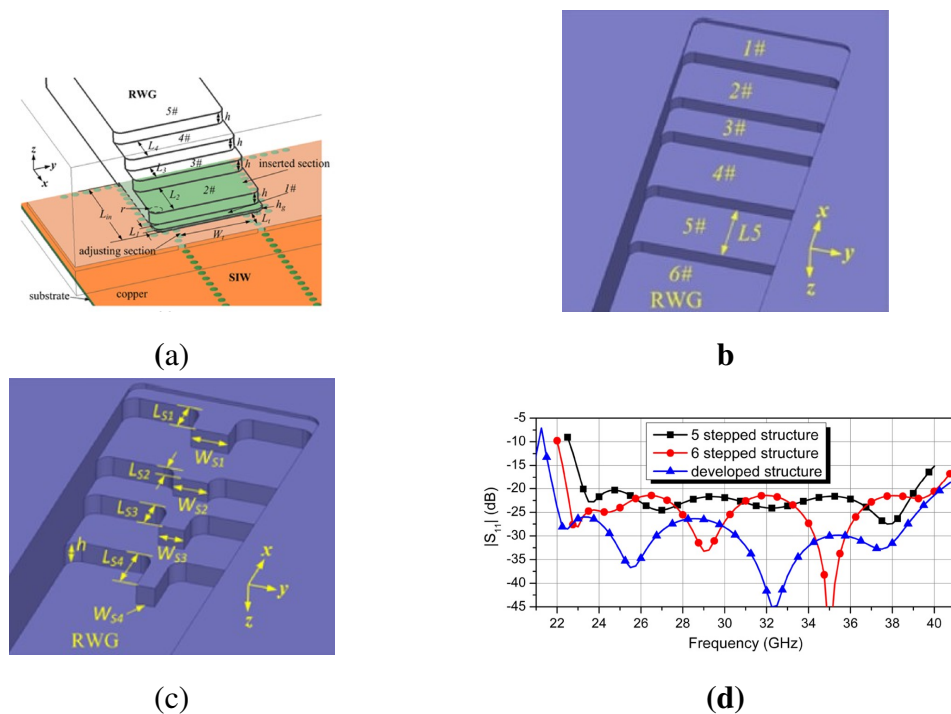 RWG
5#
h
4#
h
L4
3#
h
L3
inserted section
2#
1#
L2
h
hg
Lin
r
L1
Wt
Lt
adjusting section
SIW
substrate
copper
z
y
x
(a)
1#
2#
3#
4#
5#
L5
6#
RWG
x
y
z
b
LS1
WS1
LS2
WS2
LS3
WS3
h
LS4
WS4
RWG
x
y
z
(c)
-5
-10
-15
-20
-25
-30
-35
-40
-45
|S11| (dB)
5 stepped structure
6 stepped structure
developed structure
22 24 26 28 30 32 34 36 38 40
Frequency (GHz)
(d)